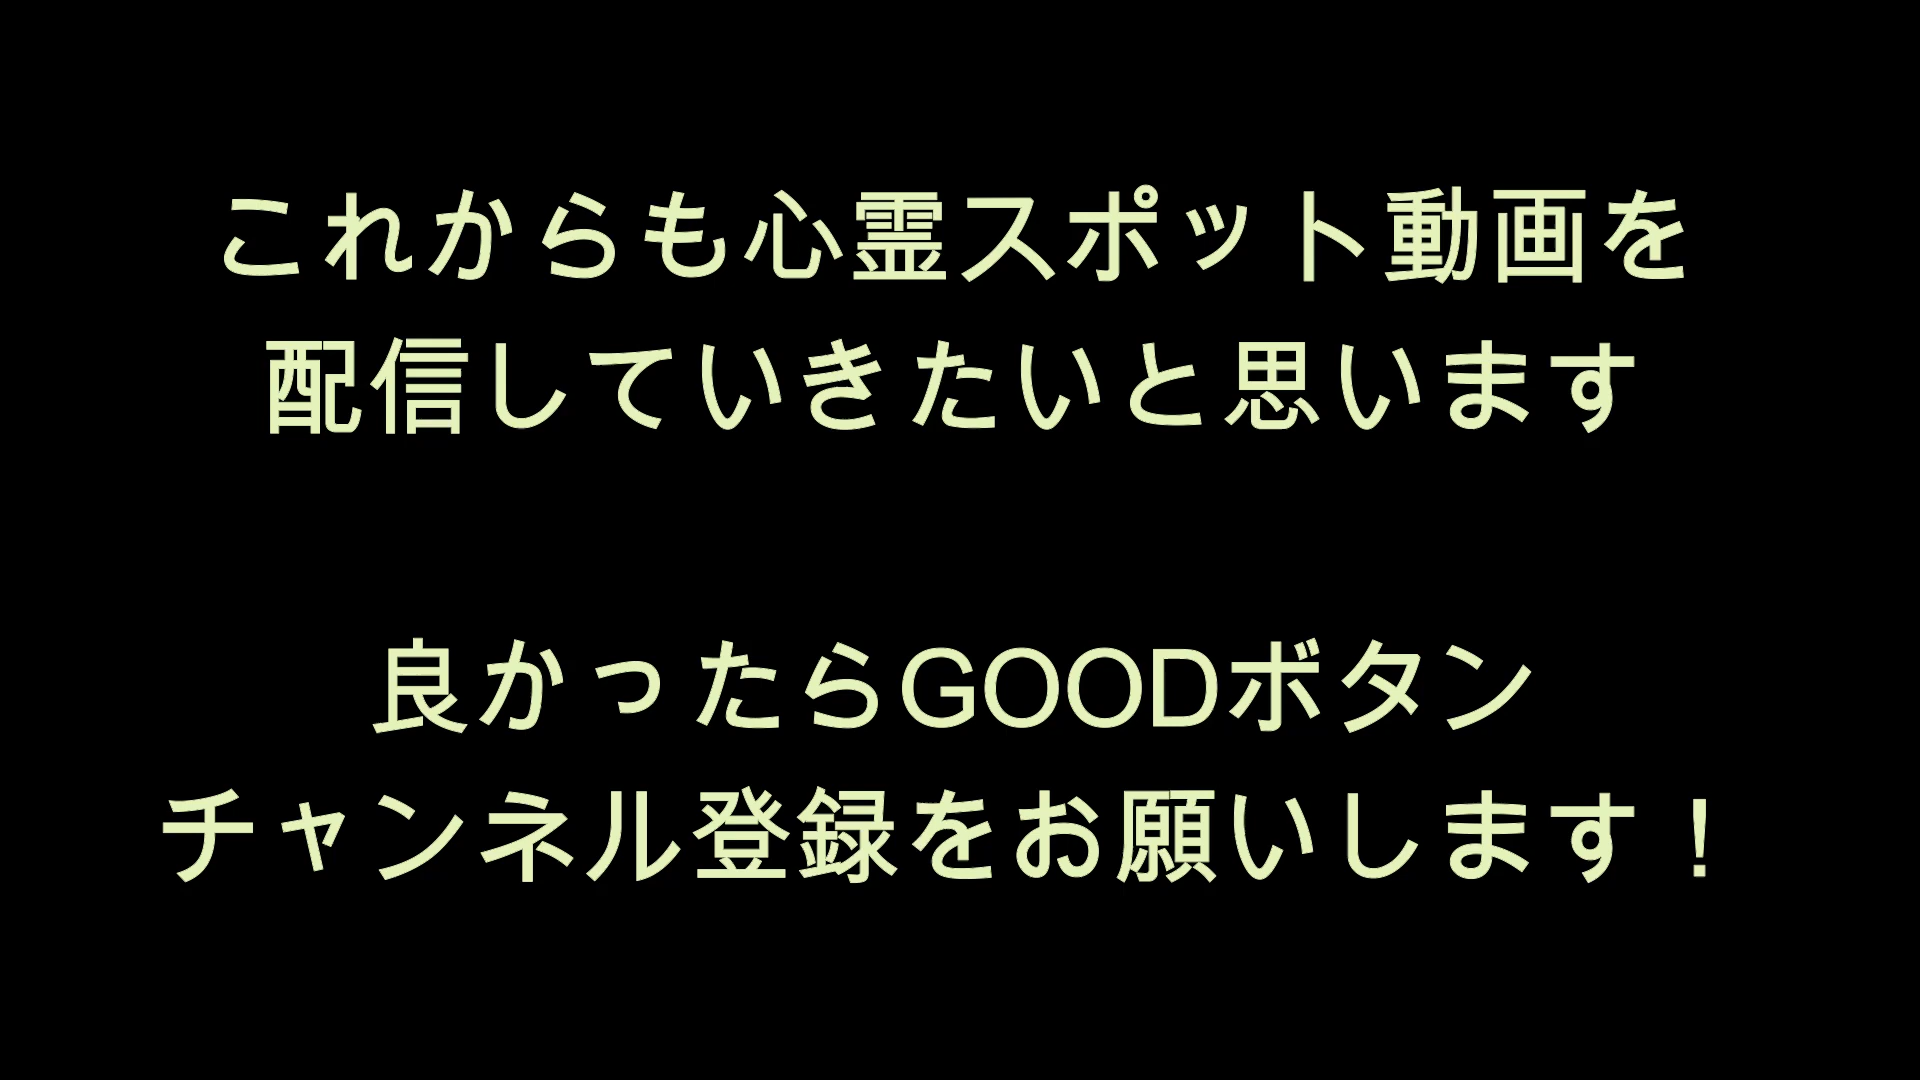 これからも心霊スポット動画を
配信していきたいと思います
良かったらGOODボタン
チャンネル登録をお願いします！